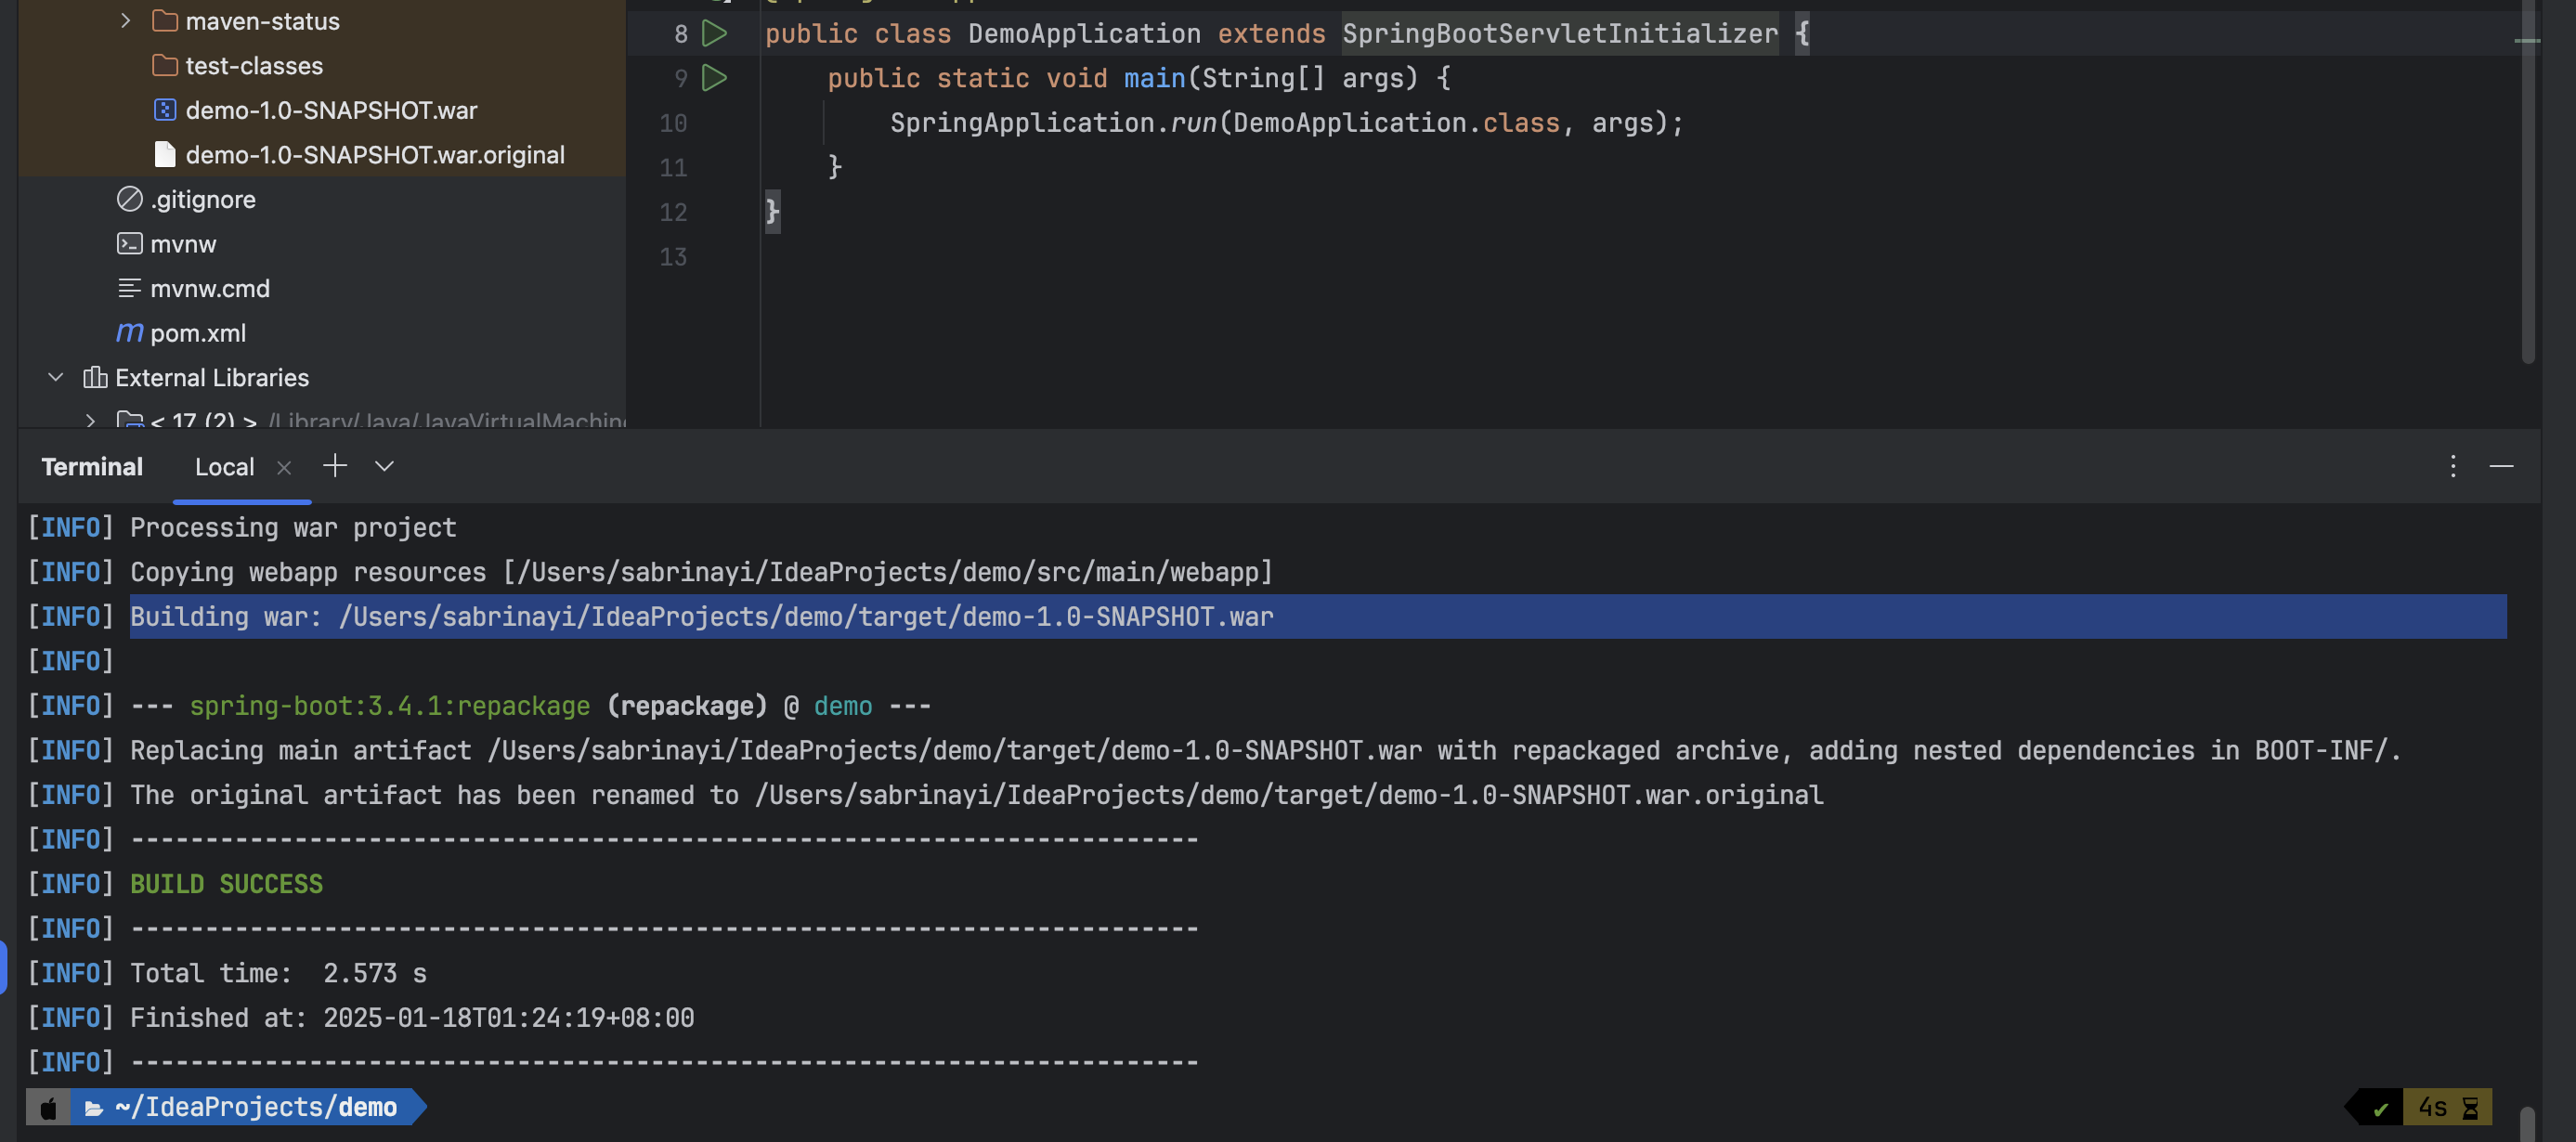 maven-status
test-classes
demo-1.0-SNAPSHOT.war
demo-1.0-SNAPSHOT.war.original
.gitignore
mvnw
mvnw.cmd
m pom.xml
External Libraries
< 17 (2) > /Library/Java/JavaVirtualMachine
8 public class DemoApplication extends SpringBootServletInitializer {
9 public static void main(String[] args) {
10 SpringApplication.run(DemoApplication.class, args);
11 }
12 }
13
Terminal Local
[INFO] Processing war project
[INFO] Copying webapp resources [/Users/sabrinayi/IdeaProjects/demo/src/main/webapp]
[INFO] Building war: /Users/sabrinayi/IdeaProjects/demo/target/demo-1.0-SNAPSHOT.war
[INFO]
[INFO] --- spring-boot:3.4.1:repackage (repackage) @ demo ---
[INFO] Replacing main artifact /Users/sabrinayi/IdeaProjects/demo/target/demo-1.0-SNAPSHOT.war with repackaged archive, adding nested dependencies in BOOT-INF/.
[INFO] The original artifact has been renamed to /Users/sabrinayi/IdeaProjects/demo/target/demo-1.0-SNAPSHOT.war.original
[INFO] ------------------------------------------------------------------------
[INFO] BUILD SUCCESS
[INFO] ------------------------------------------------------------------------
[INFO] Total time:  2.573 s
[INFO] Finished at: 2025-01-18T01:24:19+08:00
[INFO] ------------------------------------------------------------------------
~/IdeaProjects/demo ✔ 4s